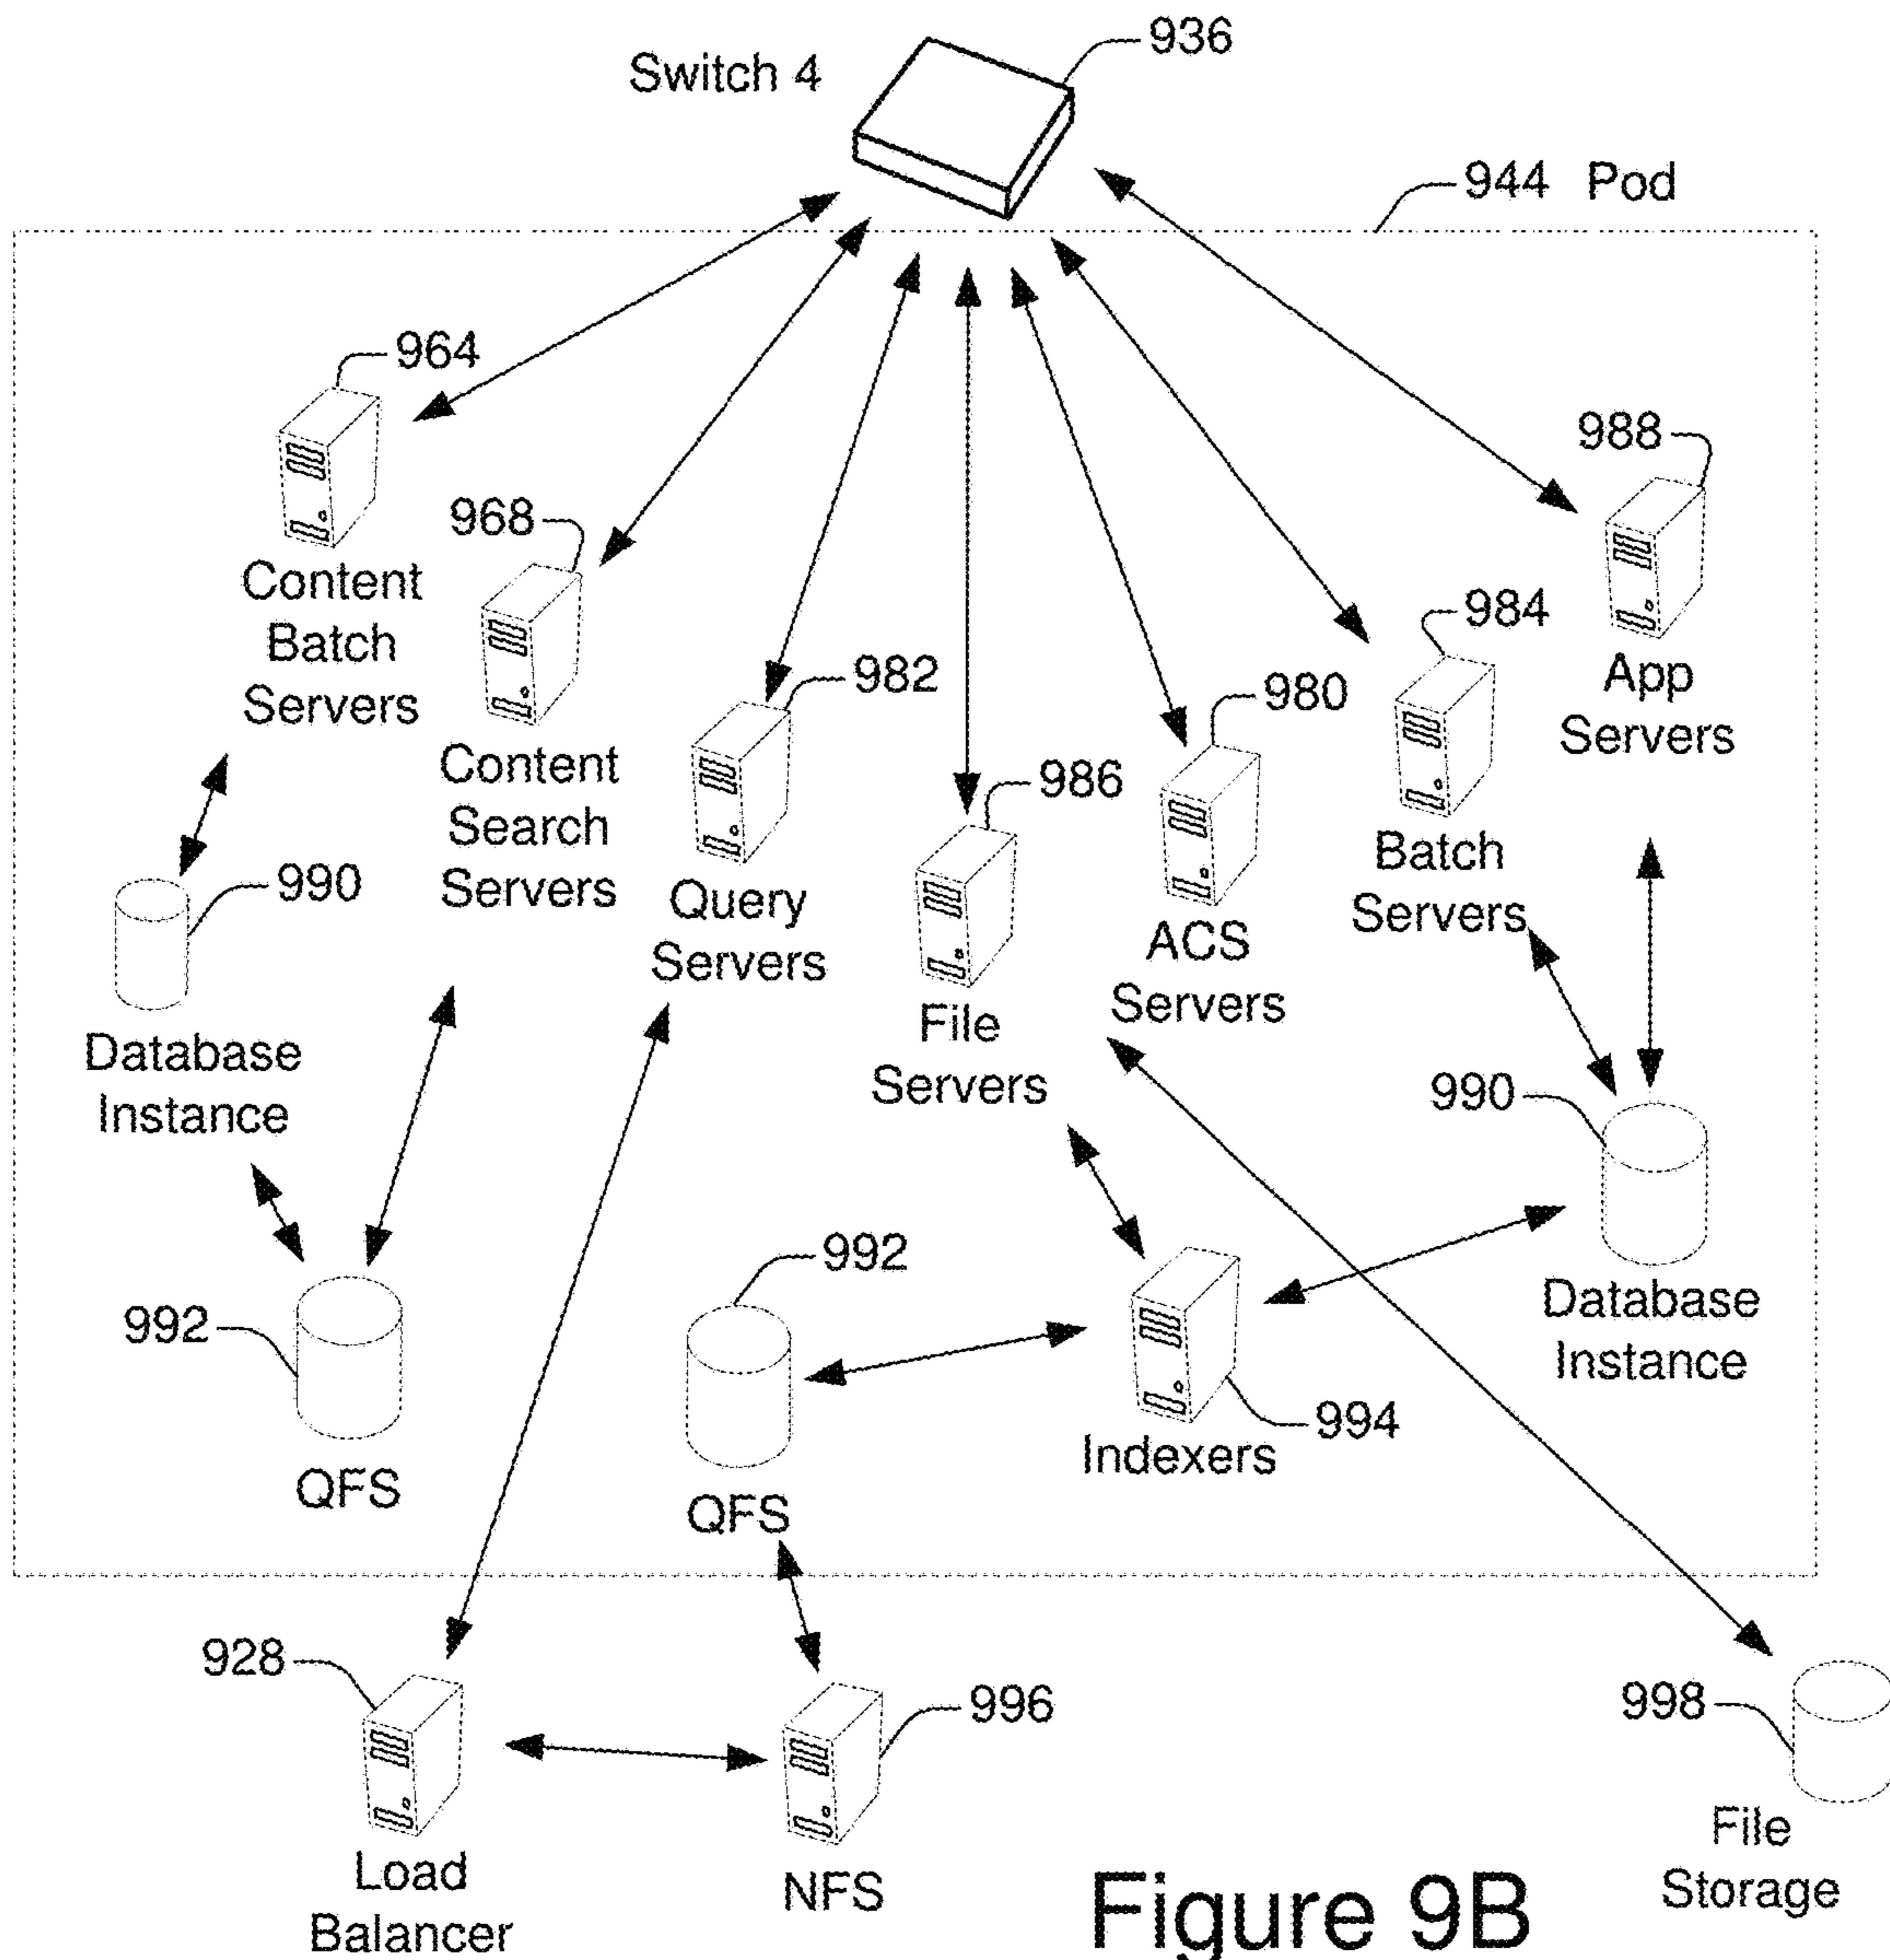 936
Switch 4
944 Pod
964
988
968
Content
Batch
Servers
984
982
980
App
Servers
Content
Search
Servers
986
990
Query
Servers
Batch
Servers
ACS
Servers
File
Servers
Database
Instance
990
992
992
Database
Instance
994
Indexers
QFS
QFS
928
996
998
Load
Balancer
NFS
File
Storage
Figure 9B